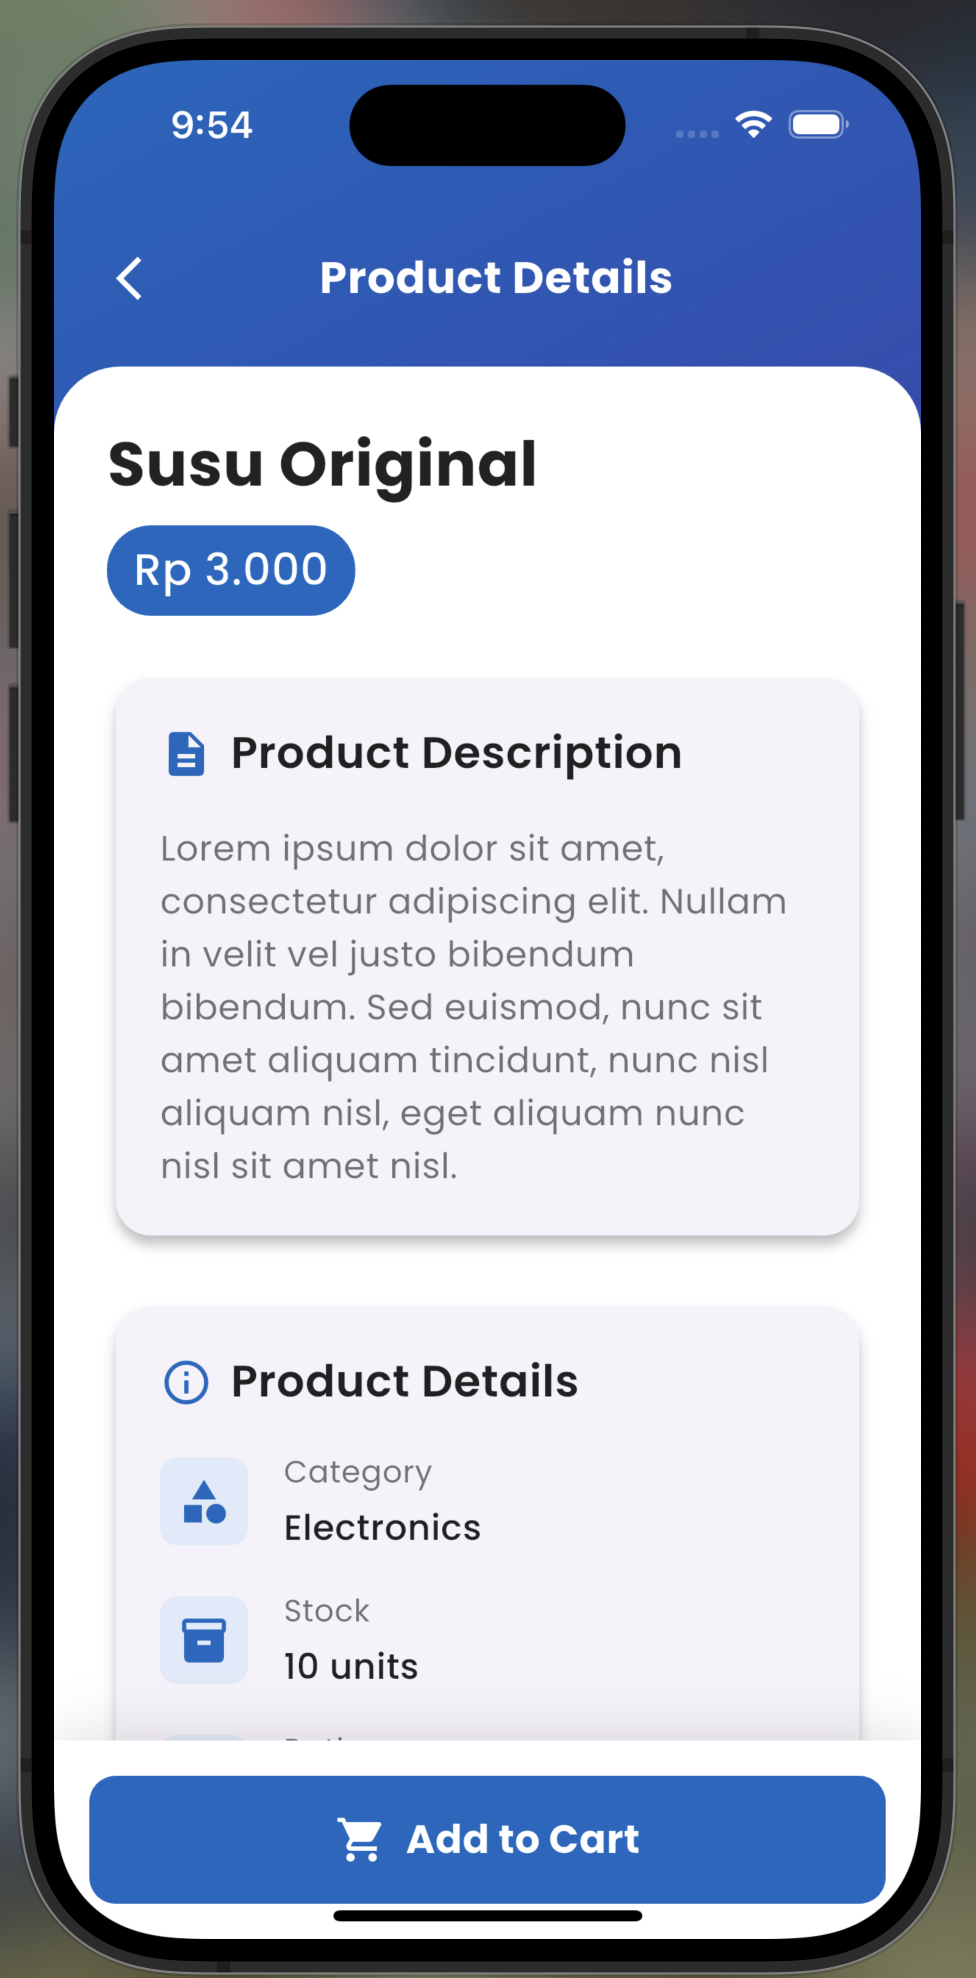 9:54
Product Details
Susu Original
Rp 3.000
Product Description
Lorem ipsum dolor sit amet,
consectetur adipiscing elit. Nullam
in velit vel justo bibendum
bibendum. Sed euismod, nunc sit
amet aliquam tincidunt, nunc nisl
aliquam nisl, eget aliquam nunc
nisl sit amet nisl.
Product Details
Category
Electronics
Stock
10 units
Add to Cart